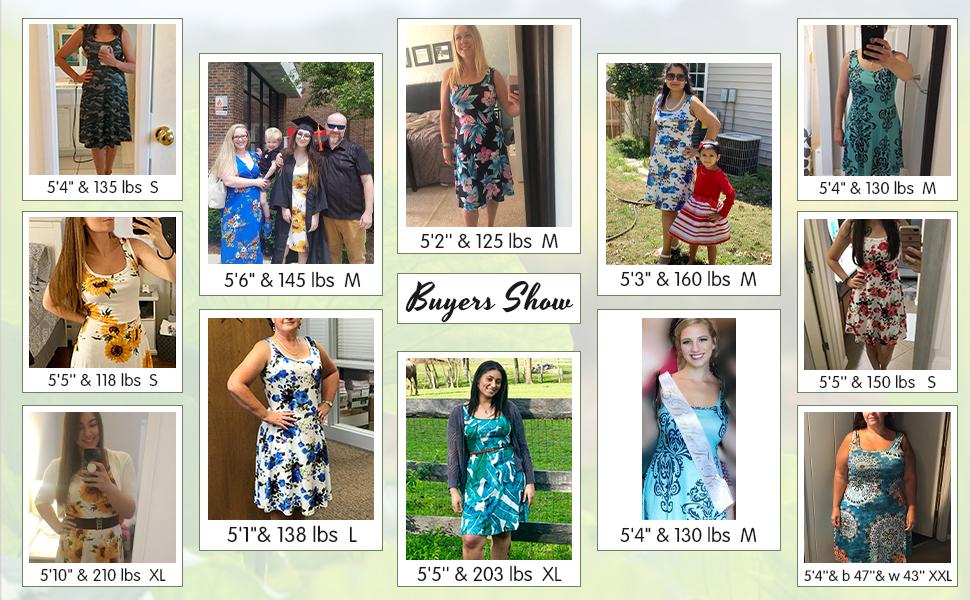 5'4" & 135 lbs S
5'5" & 118 lbs S
5'10" & 210 lbs XL
5'6" & 145 lbs M
5'1"& 138 lbs L
5'2" & 125 lbs M
Buyers Show
5'5" & 203 lbs XL
5'3" & 160 lbs M
5'4" & 130 lbs M
5'4" & 130 lbs M
5'5" & 150 lbs S
5'4"& b 47"& w 43" XXL